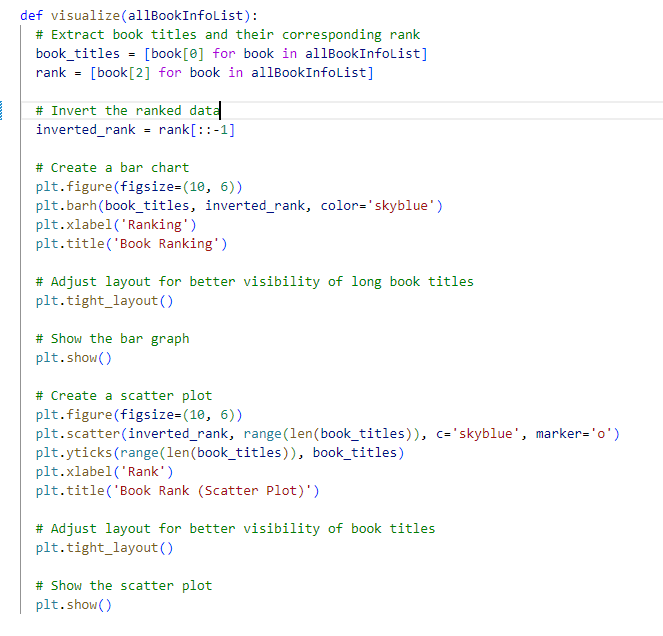 def visualize(allBookInfoList):
# Extract book titles and their corresponding rank
book_titles = [book[0] for book in allBookInfoList]
rank = [book[2] for book in allBookInfoList]
# Invert the ranked data
inverted_rank = rank[::-1]
# Create a bar chart
plt.figure(figsize=(10, 6))
plt.barh(book_titles, inverted_rank, color='skyblue')
plt.xlabel('Ranking')
plt.title('Book Ranking')
# Adjust layout for better visibility of long book titles
plt.tight_layout()
# Show the bar graph
plt.show()
# Create a scatter plot
plt.figure(figsize=(10, 6))
plt.scatter(inverted_rank, range(len(book_titles)), c='skyblue', marker='o')
plt.yticks(range(len(book_titles)), book_titles)
plt.xlabel('Rank')
plt.title('Book Rank (Scatter Plot)')
# Adjust layout for better visibility of book titles
plt.tight_layout()
# Show the scatter plot
plt.show()